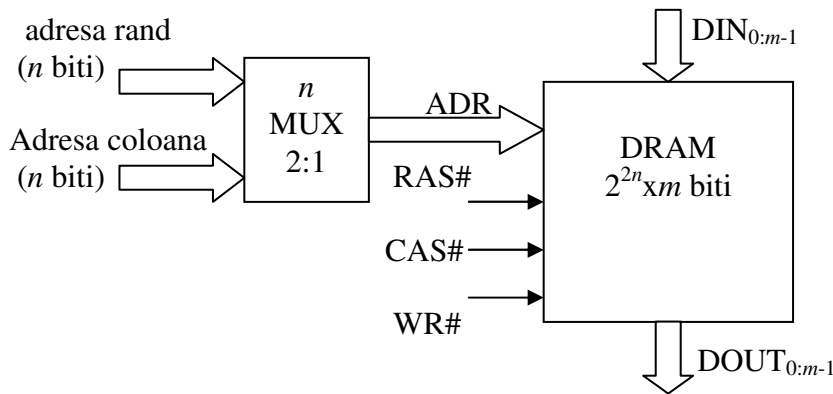 adresa rand
(n biti)
Adresa coloana
(n biti)
n
MUX
2:1
ADR
RAS#
CAS#
WR#
DIN0:m-1
DRAM
2^2nxm biti
DOUT0:m-1